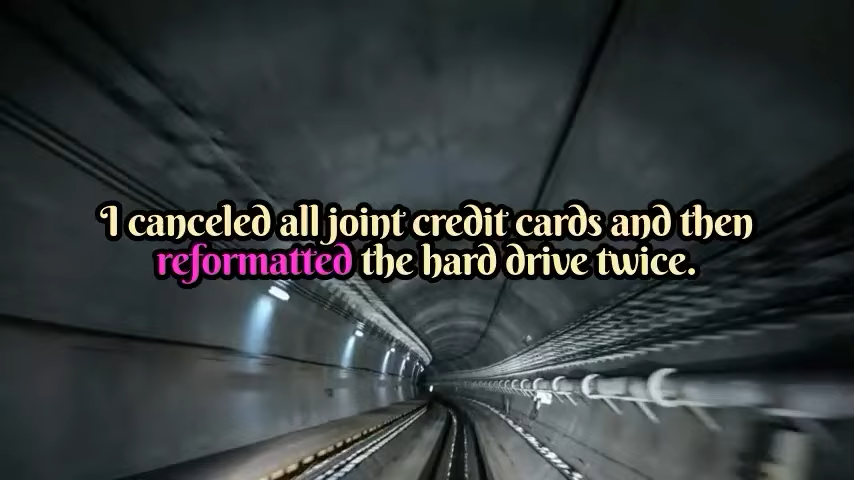 I canceled all joint credit cards and then
reformatted the hard drive twice.